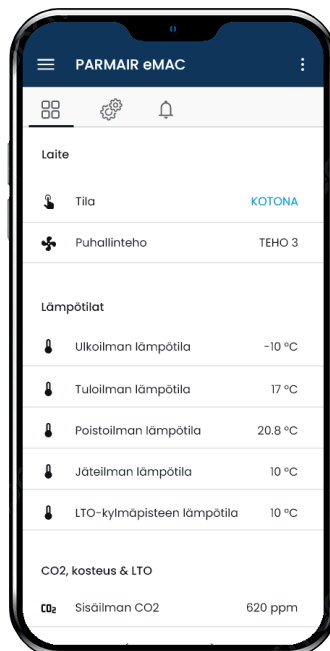 PARMAIR eMAC
Laite
Tila KOTONA
Puhallinteho TEHO 3
Lämpötilat
Ulkoilman lämpötila -10 °C
Tuloilman lämpötila 17 °C
Poistoilman lämpötila 20.8 °C
Jäteilman lämpötila 10 °C
LTO-kylmäpisteen lämpötila 10 °C
CO2, kosteus & LTO
CO2 Sisäilman CO2 620 ppm